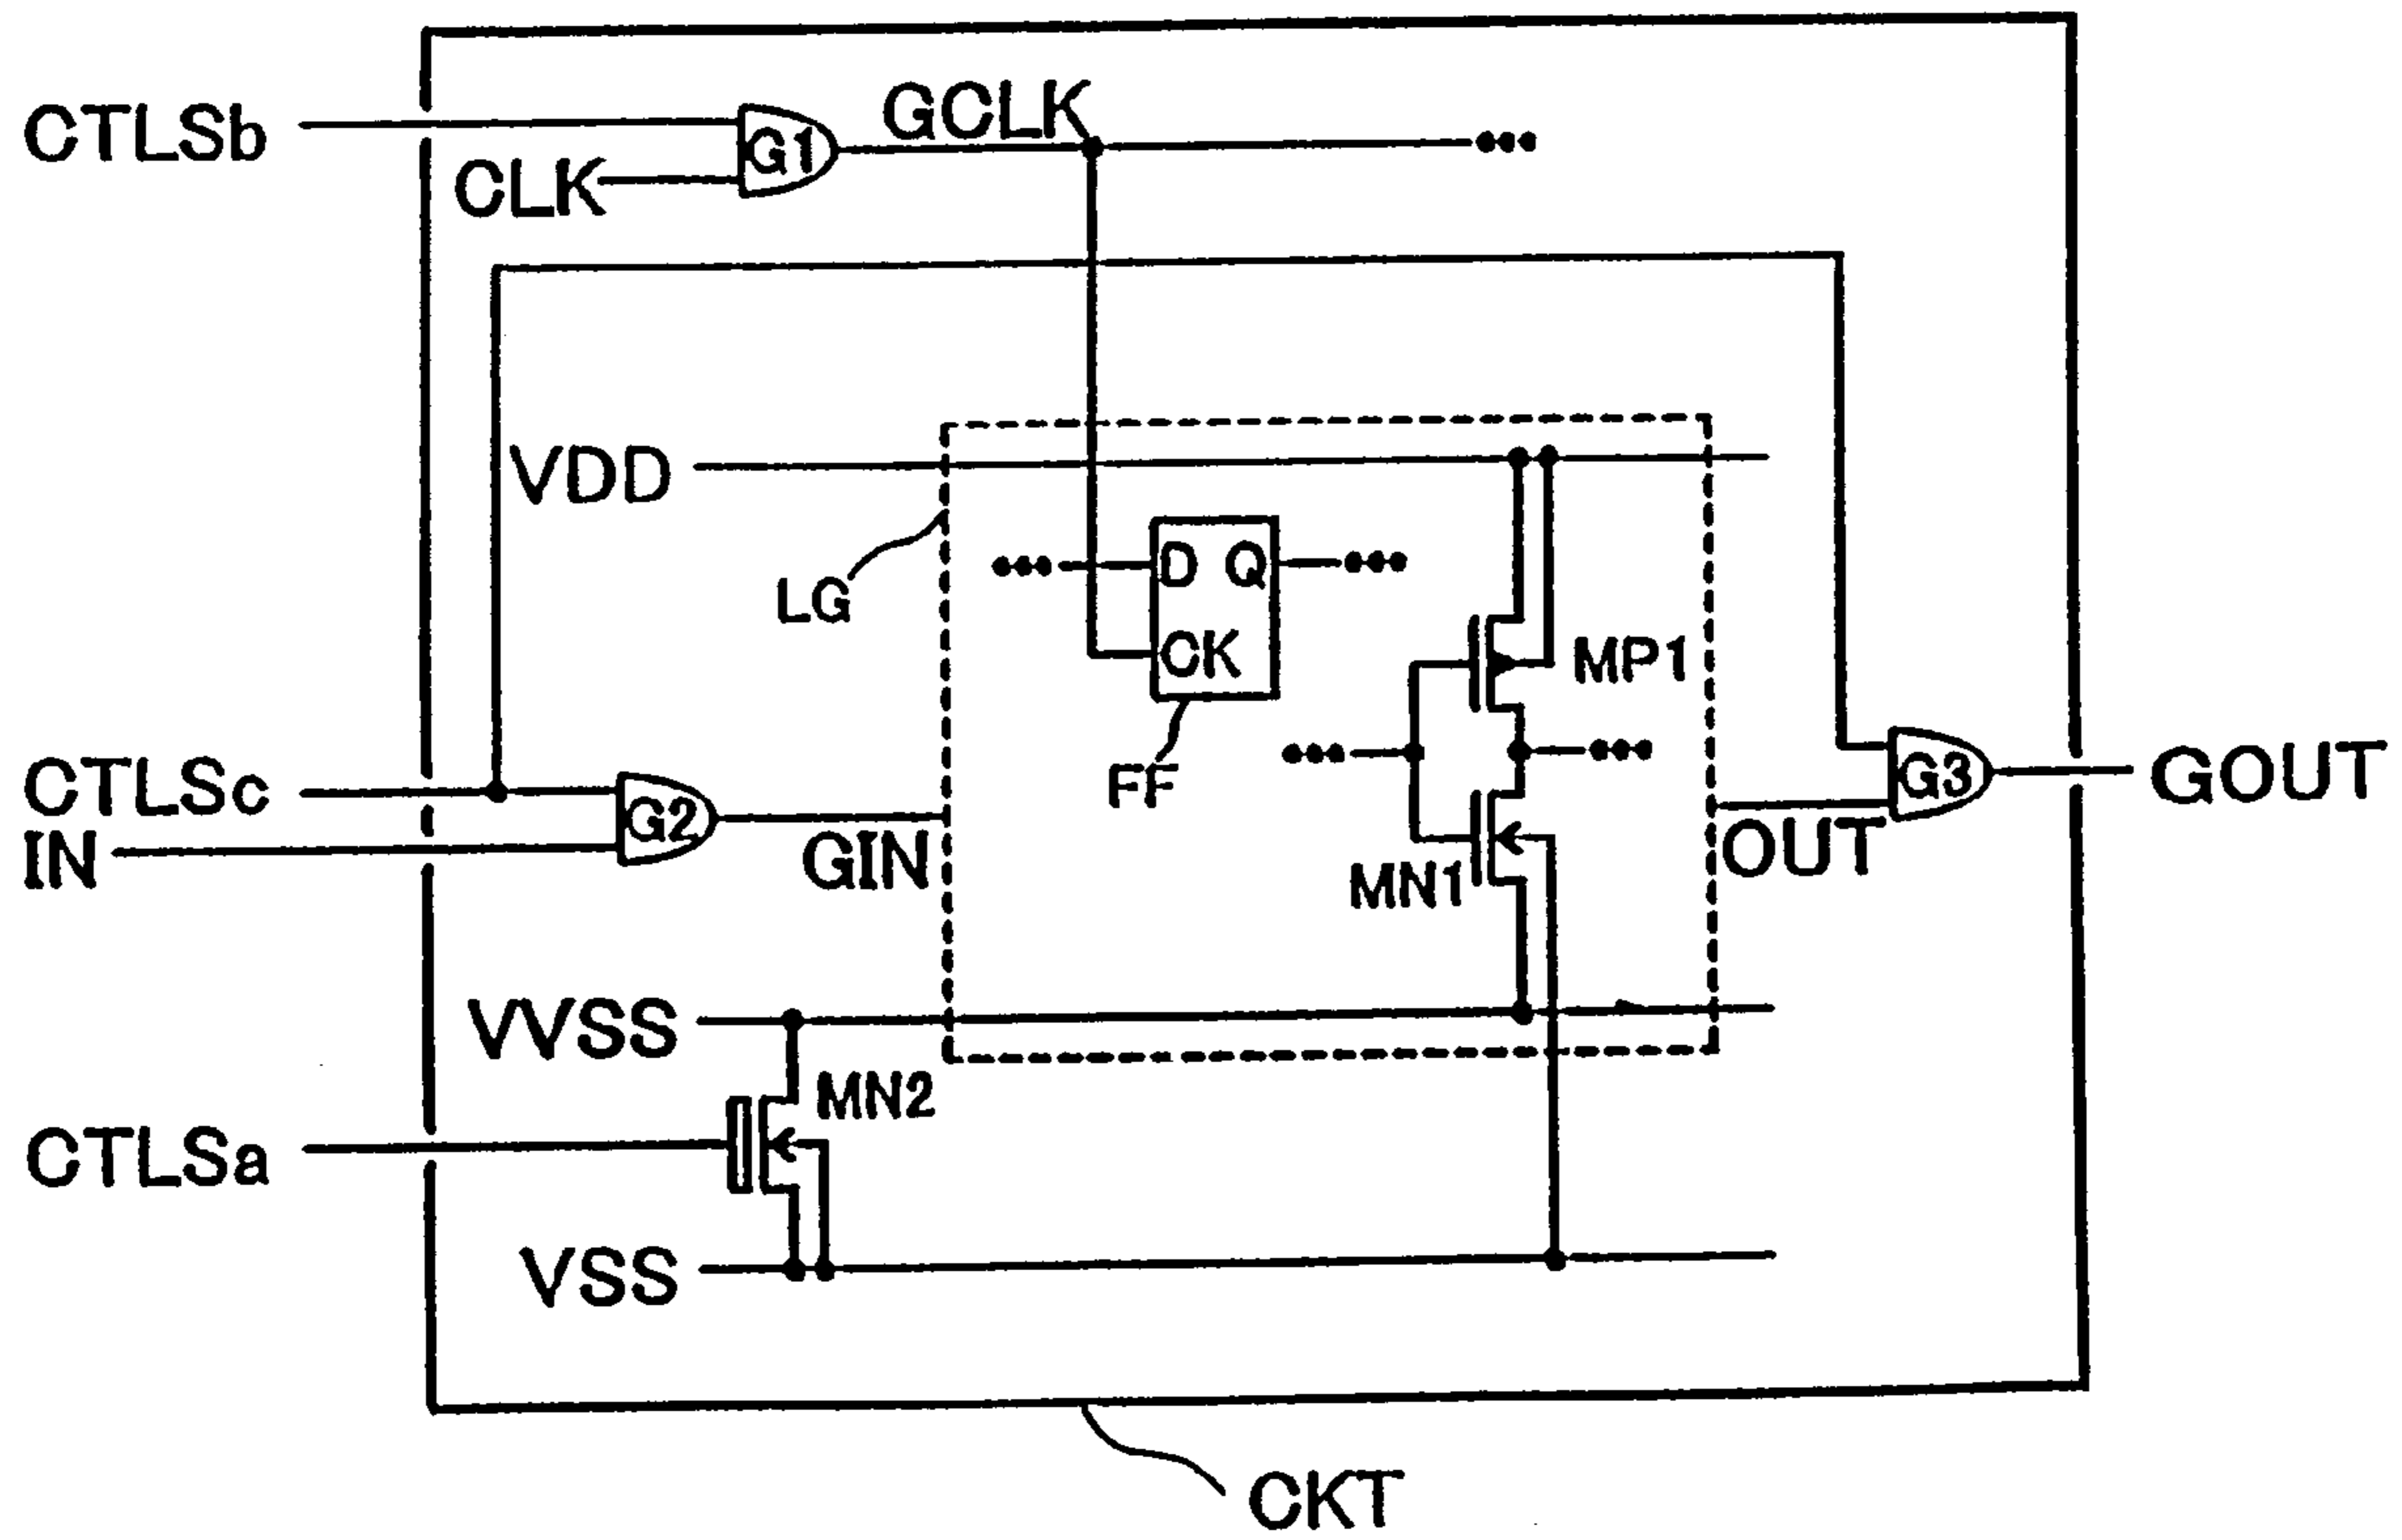 CTLSb
GCLK
G1
CLK
VDD
LG
D Q
CK
FF
MP1
CTLSc
IN
G2
GIN
MN1
OUT
G3
GOUT
VVSS
MN2
CTLSa
VSS
CKT